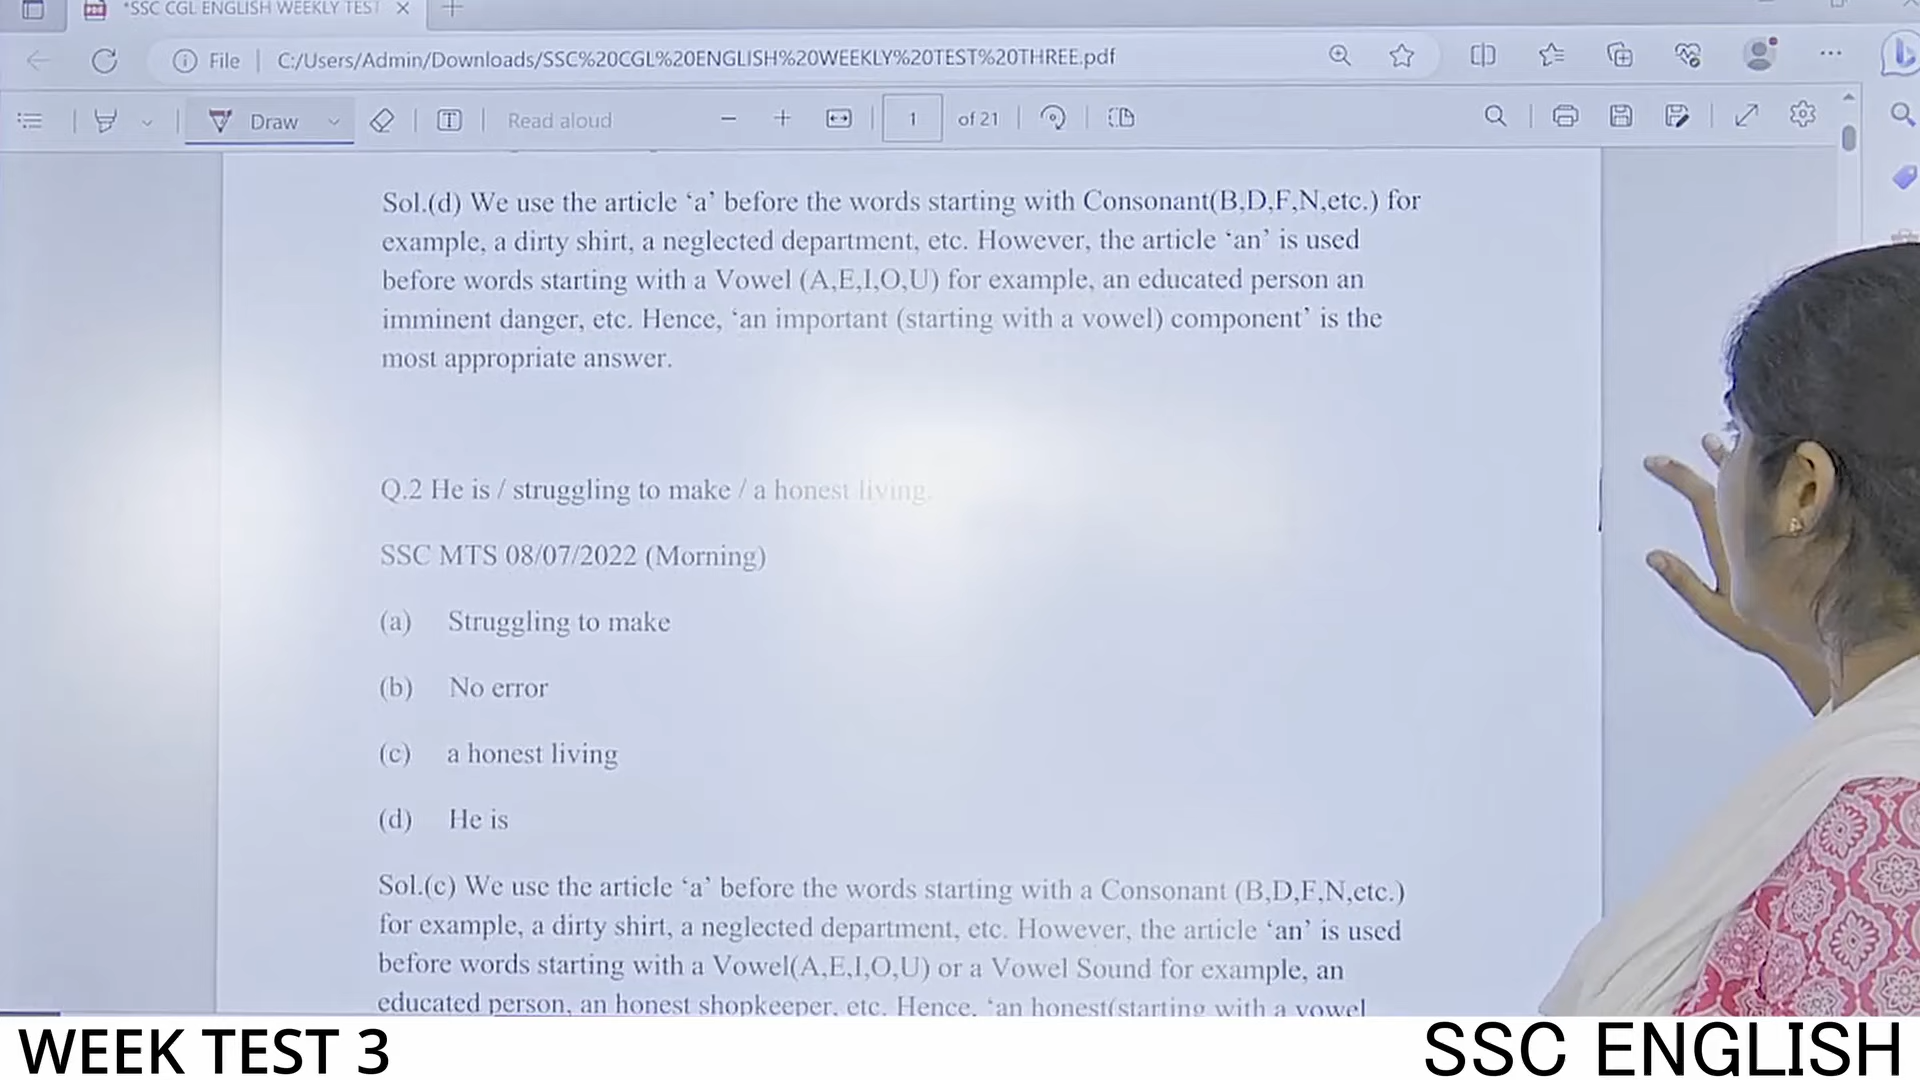 *SSC CGL ENGLISH WEEKLY TEST
File
C:/Users/Admin/Downloads/SSC%20CGL%20ENGLISH%20WEEKLY%20TEST%20THREE.pdf
Draw
Read aloud
1 of 21
Sol.(d) We use the article ‘a’ before the words starting with Consonant(B,D,F,N,etc.) for
example, a dirty shirt, a neglected department, etc. However, the article ‘an’ is used
before words starting with a Vowel (A,E,I,O,U) for example, an educated person an
imminent danger, etc. Hence, ‘an important (starting with a vowel) component’ is the
most appropriate answer.
Q.2 He is / struggling to make / a honest living.
SSC MTS 08/07/2022 (Morning)
(a) Struggling to make
(b) No error
(c) a honest living
(d) He is
Sol.(c) We use the article ‘a’ before the words starting with a Consonant (B,D,F,N,etc.)
for example, a dirty shirt, a neglected department, etc. However, the article ‘an’ is used
before words starting with a Vowel(A,E,I,O,U) or a Vowel Sound for example, an
educated person, an honest shopkeeper, etc. Hence, ‘an honest(starting with a vowel
WEEK TEST 3
SSC ENGLISH